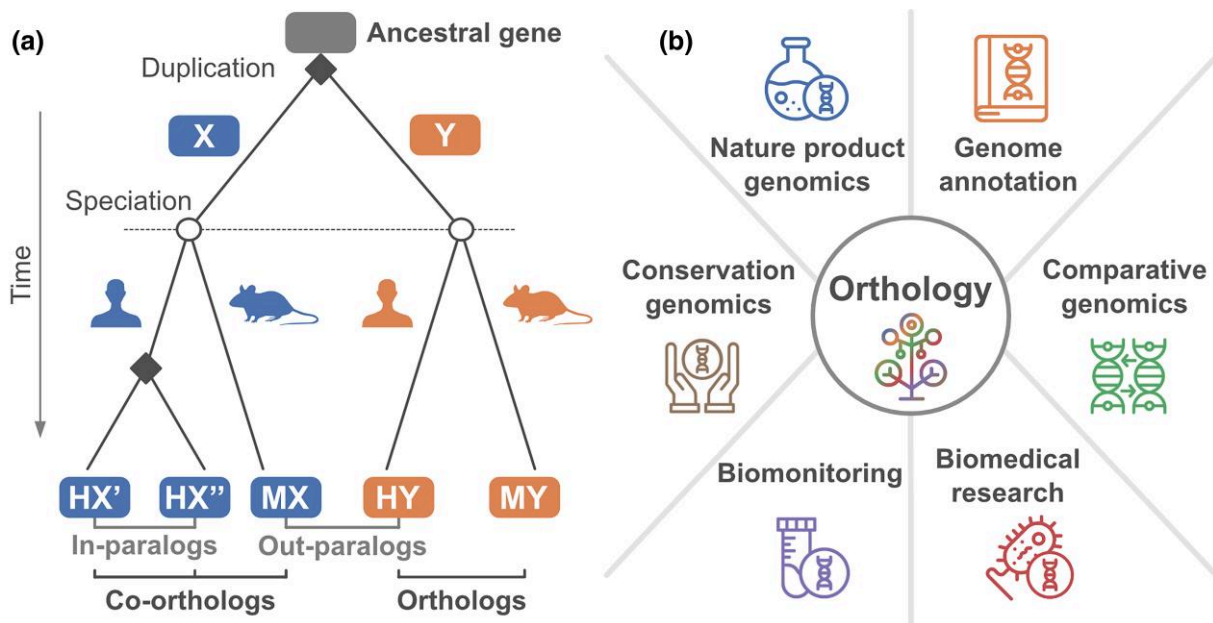 (a)
Ancestral gene
Duplication
X
Y
Speciation
Time
HX’
HX”
MX
HY
MY
In-paralogs
Out-paralogs
Co-orthologs
Orthologs
(b)
Nature product
genomics
Genome
annotation
Conservation
genomics
Orthology
Comparative
genomics
Biomonitoring
Biomedical
research